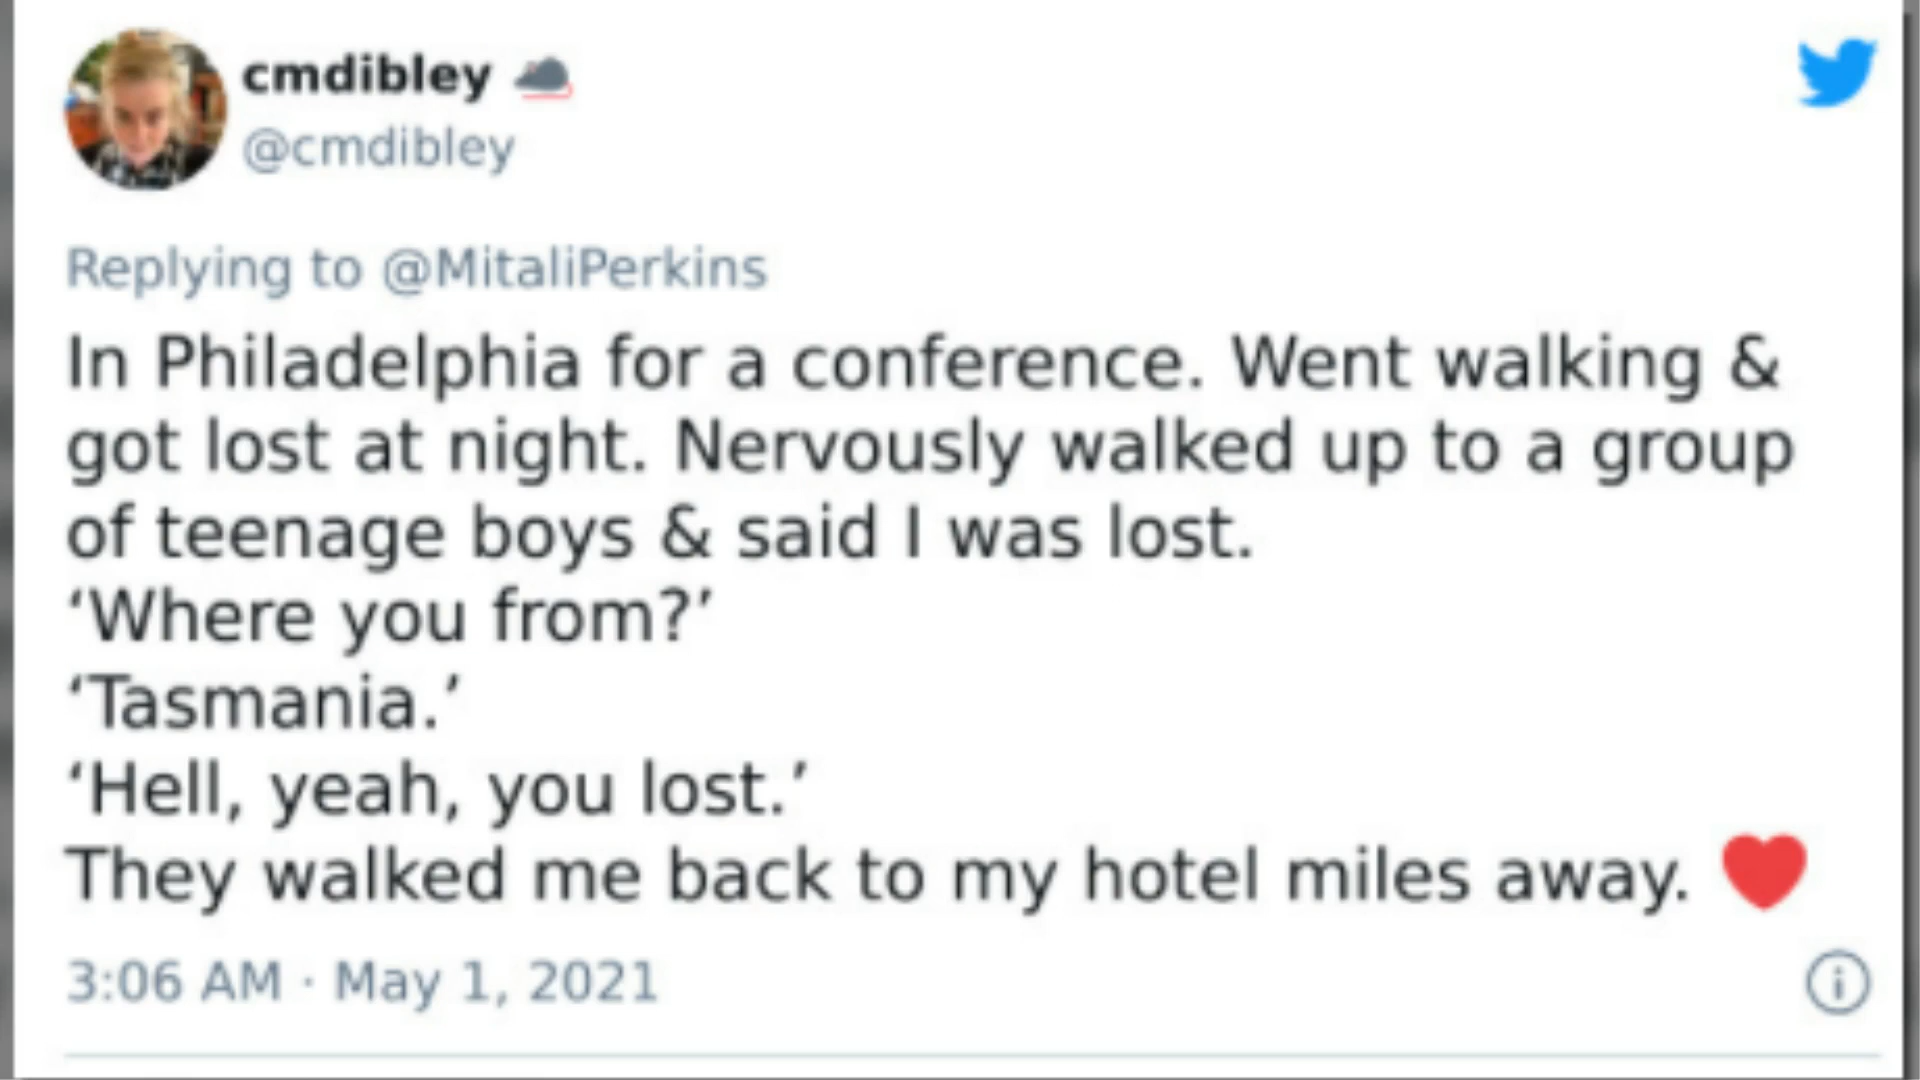 cmdibley 🐀
@cmdibley
Replying to @MitaliPerkins
In Philadelphia for a conference. Went walking &
got lost at night. Nervously walked up to a group
of teenage boys & said I was lost.
‘Where you from?’
‘Tasmania.’
‘Hell, yeah, you lost.’
They walked me back to my hotel miles away. ❤️
3:06 AM · May 1, 2021